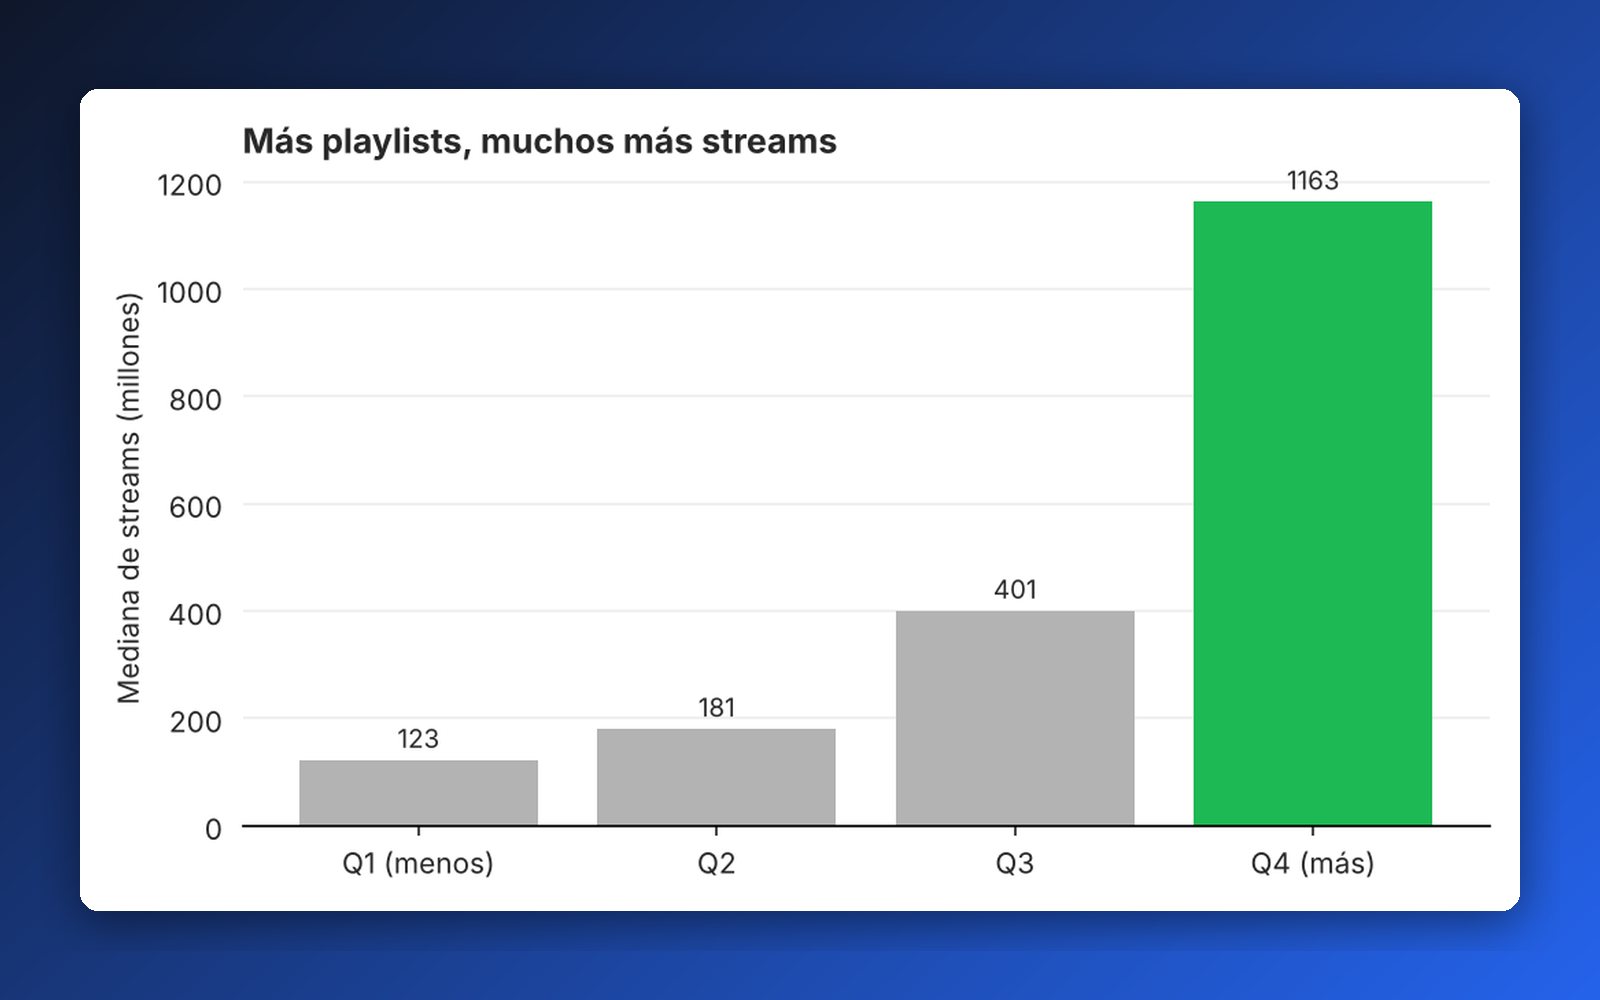 Más playlists, muchos más streams
Mediana de streams (millones)
1200
1000
800
600
400
200
0
123
181
401
1163
Q1 (menos)
Q2
Q3
Q4 (más)